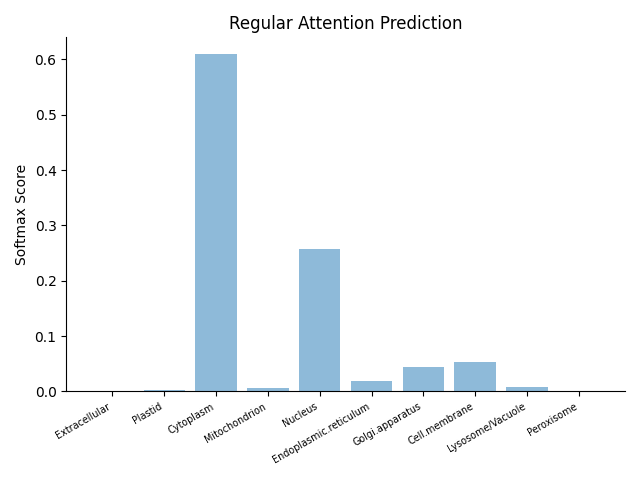 Regular Attention Prediction
Softmax Score
0.6
0.5
0.4
0.3
0.2
0.1
0.0
Extracellular
Plastid
Cytoplasm
Mitochondrion
Nucleus
Endoplasmic.reticulum
Golgi.apparatus
Cell.membrane
Lysosome/Vacuole
Peroxisome